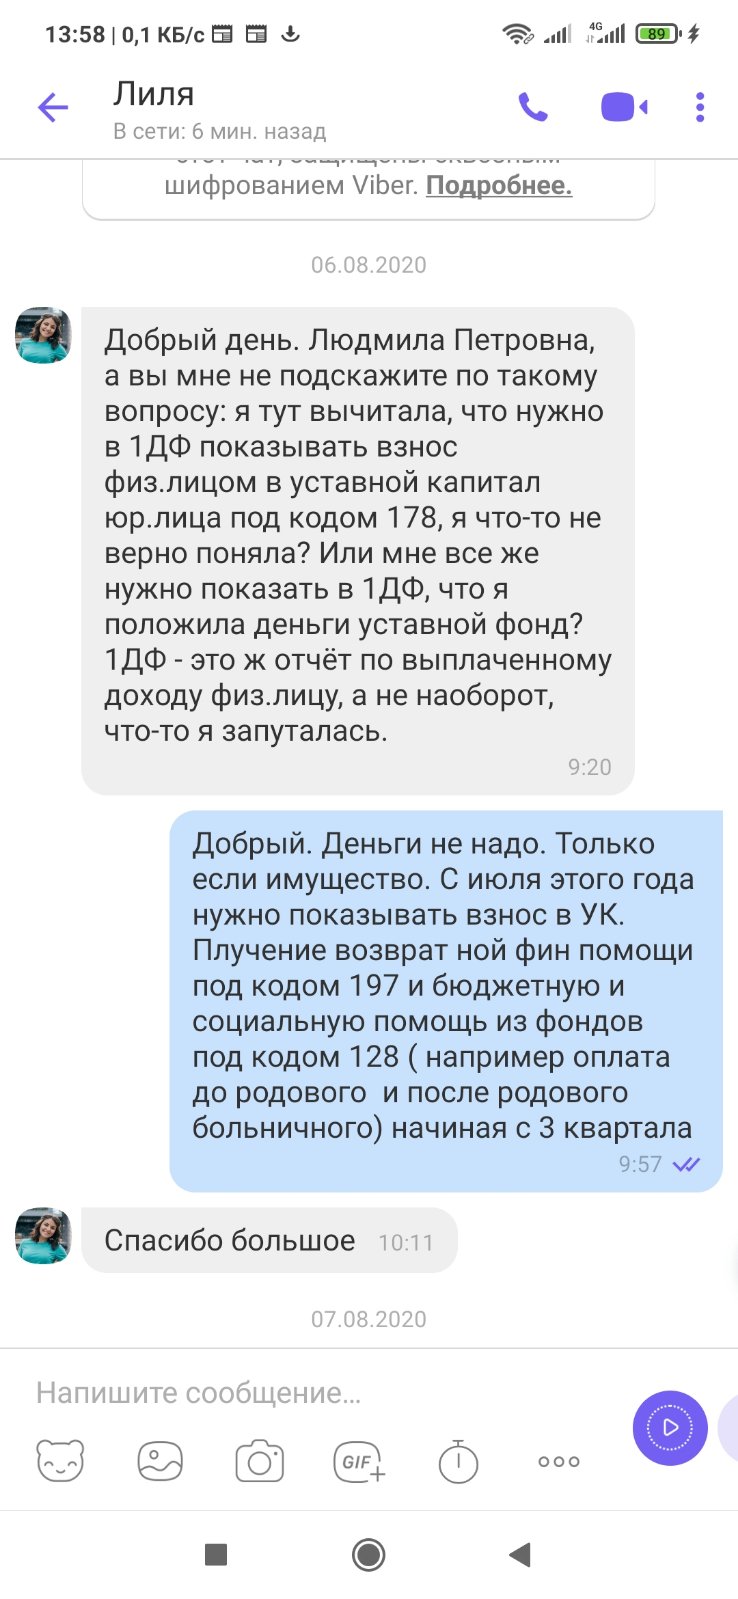 13:58 | 0,1 КБ/с
4G
89
Лиля
В сети: 6 мин. назад
этот чат, защищены сквозным
шифрованием Viber. Подробнее.
06.08.2020
Добрый день. Людмила Петровна,
а вы мне не подскажите по такому
вопросу: я тут вычитала, что нужно
в 1ДФ показывать взнос
физ.лицом в уставной капитал
юр.лица под кодом 178, я что-то не
верно поняла? Или мне все же
нужно показать в 1ДФ, что я
положила деньги уставной фонд?
1ДФ - это ж отчёт по выплаченному
доходу физ.лицу, а не наоборот,
что-то я запуталась.
9:20
Добрый. Деньги не надо. Только
если имущество. С июля этого года
нужно показывать взнос в УК.
Плучение возврат ной фин помощи
под кодом 197 и бюджетную и
социальную помощь из фондов
под кодом 128 ( например оплата
до родового  и после родового
больничного) начиная с 3 квартала
9:57
Спасибо большое 10:11
07.08.2020
Напишите сообщение...
GIF